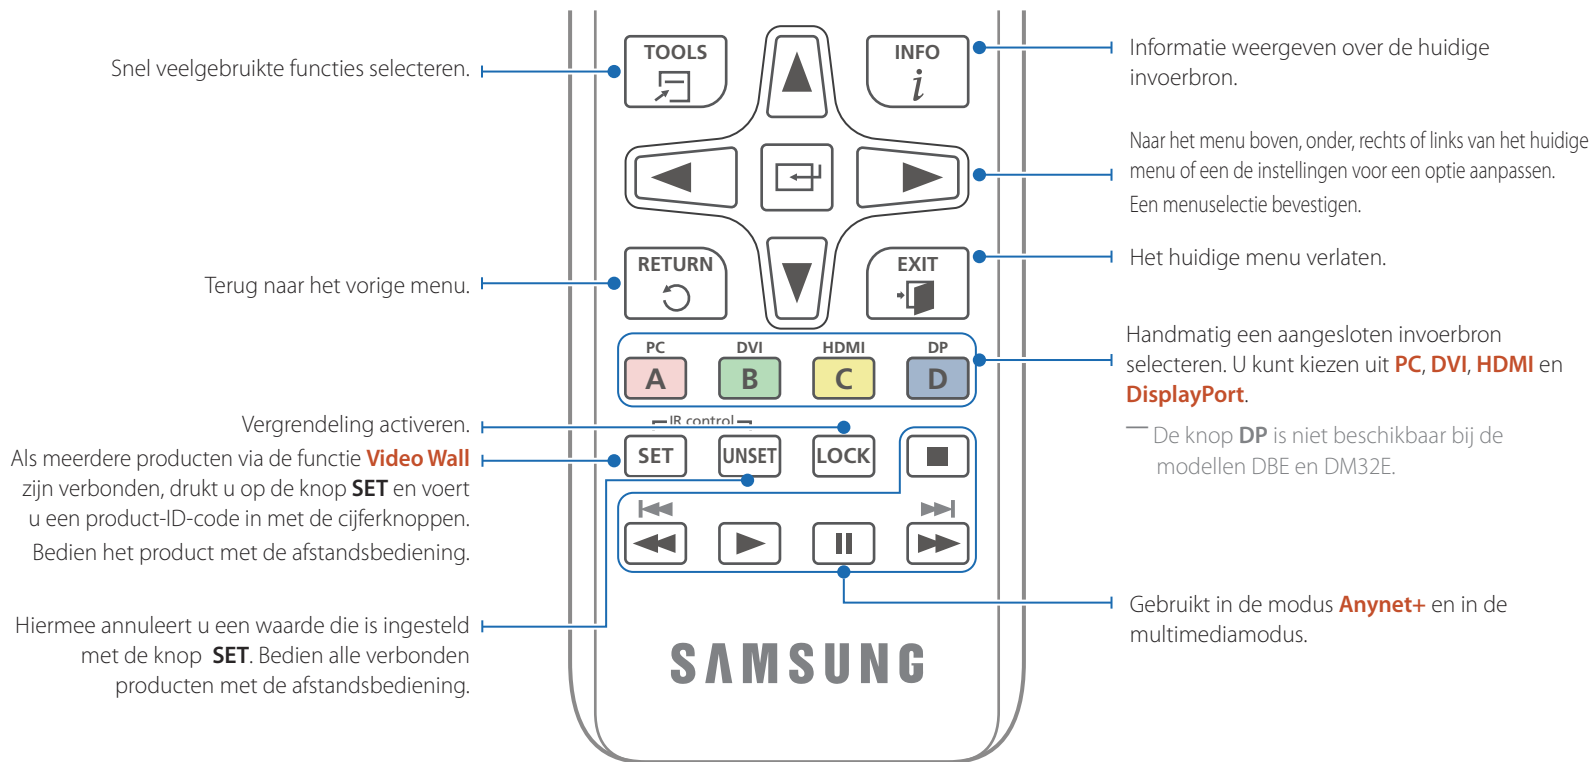 TOOLS
INFO
i
Snel veelgebruikte functies selecteren.
Informatie weergeven over de huidige
invoerbron.
Naar het menu boven, onder, rechts of links van het huidige
menu of een de instellingen voor een optie aanpassen.
Een menuselectie bevestigen.
RETURN
EXIT
Terug naar het vorige menu.
Het huidige menu verlaten.
PC
DVI
HDMI
DP
A
B
C
D
Handmatig een aangesloten invoerbron
selecteren. U kunt kiezen uit PC, DVI, HDMI en
DisplayPort.
De knop DP is niet beschikbaar bij de
modellen DBE en DM32E.
IR control
SET
UNSET
LOCK
Vergrendeling activeren.
Als meerdere producten via de functie Video Wall
zijn verbonden, drukt u op de knop SET en voert
u een product-ID-code in met de cijferknoppen.
Bedien het product met de afstandsbediening.
Hiermee annuleert u een waarde die is ingesteld
met de knop SET. Bedien alle verbonden
producten met de afstandsbediening.
Gebruikt in de modus Anynet+ en in de
multimediamodus.
SAMSUNG